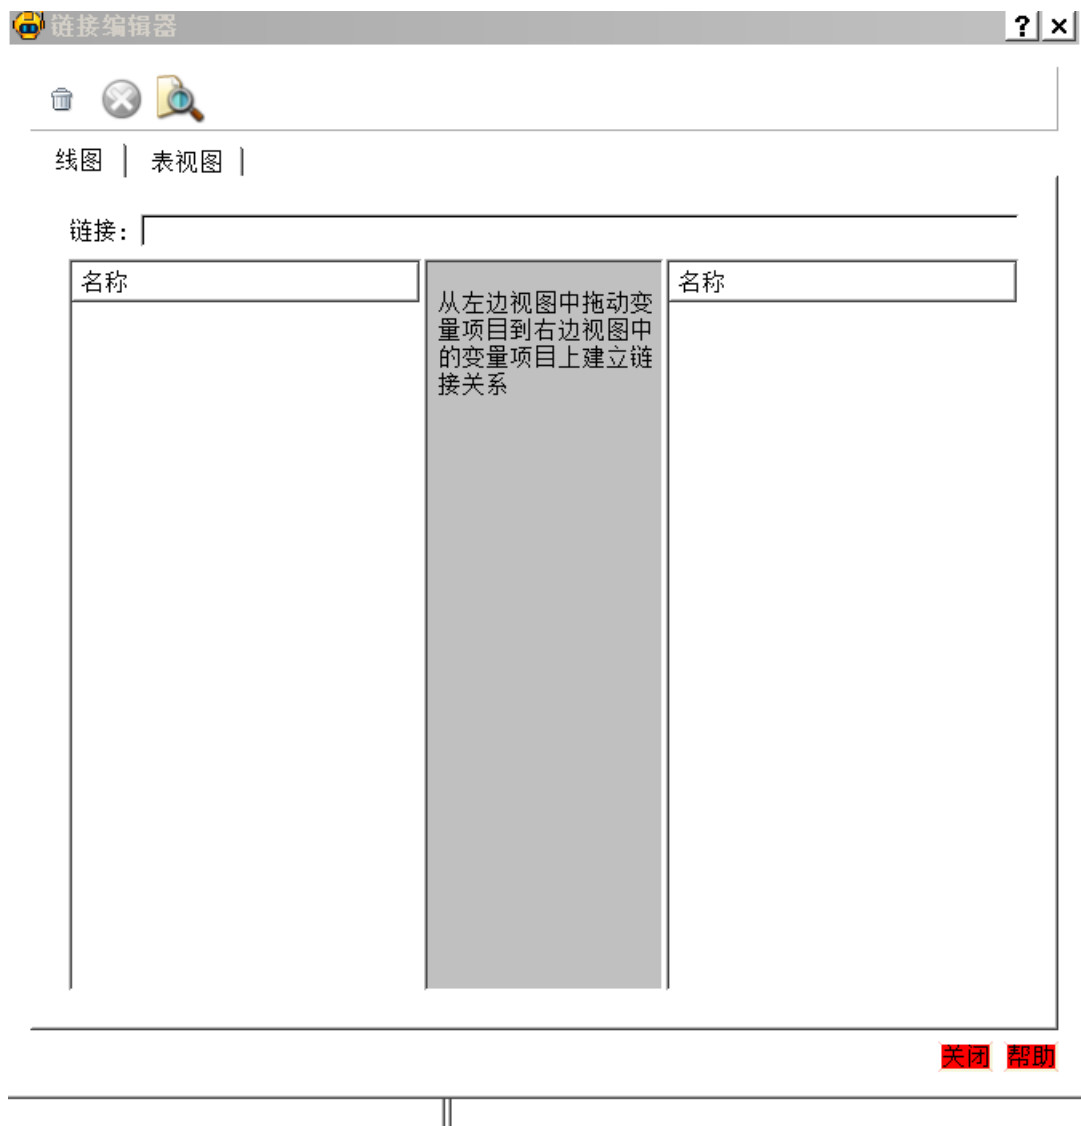 链接编辑器
线图 表视图
链接:
名称
从左边视图中拖动变
量项目到右边视图中
的变量项目上建立链
接关系
名称
关闭 帮助